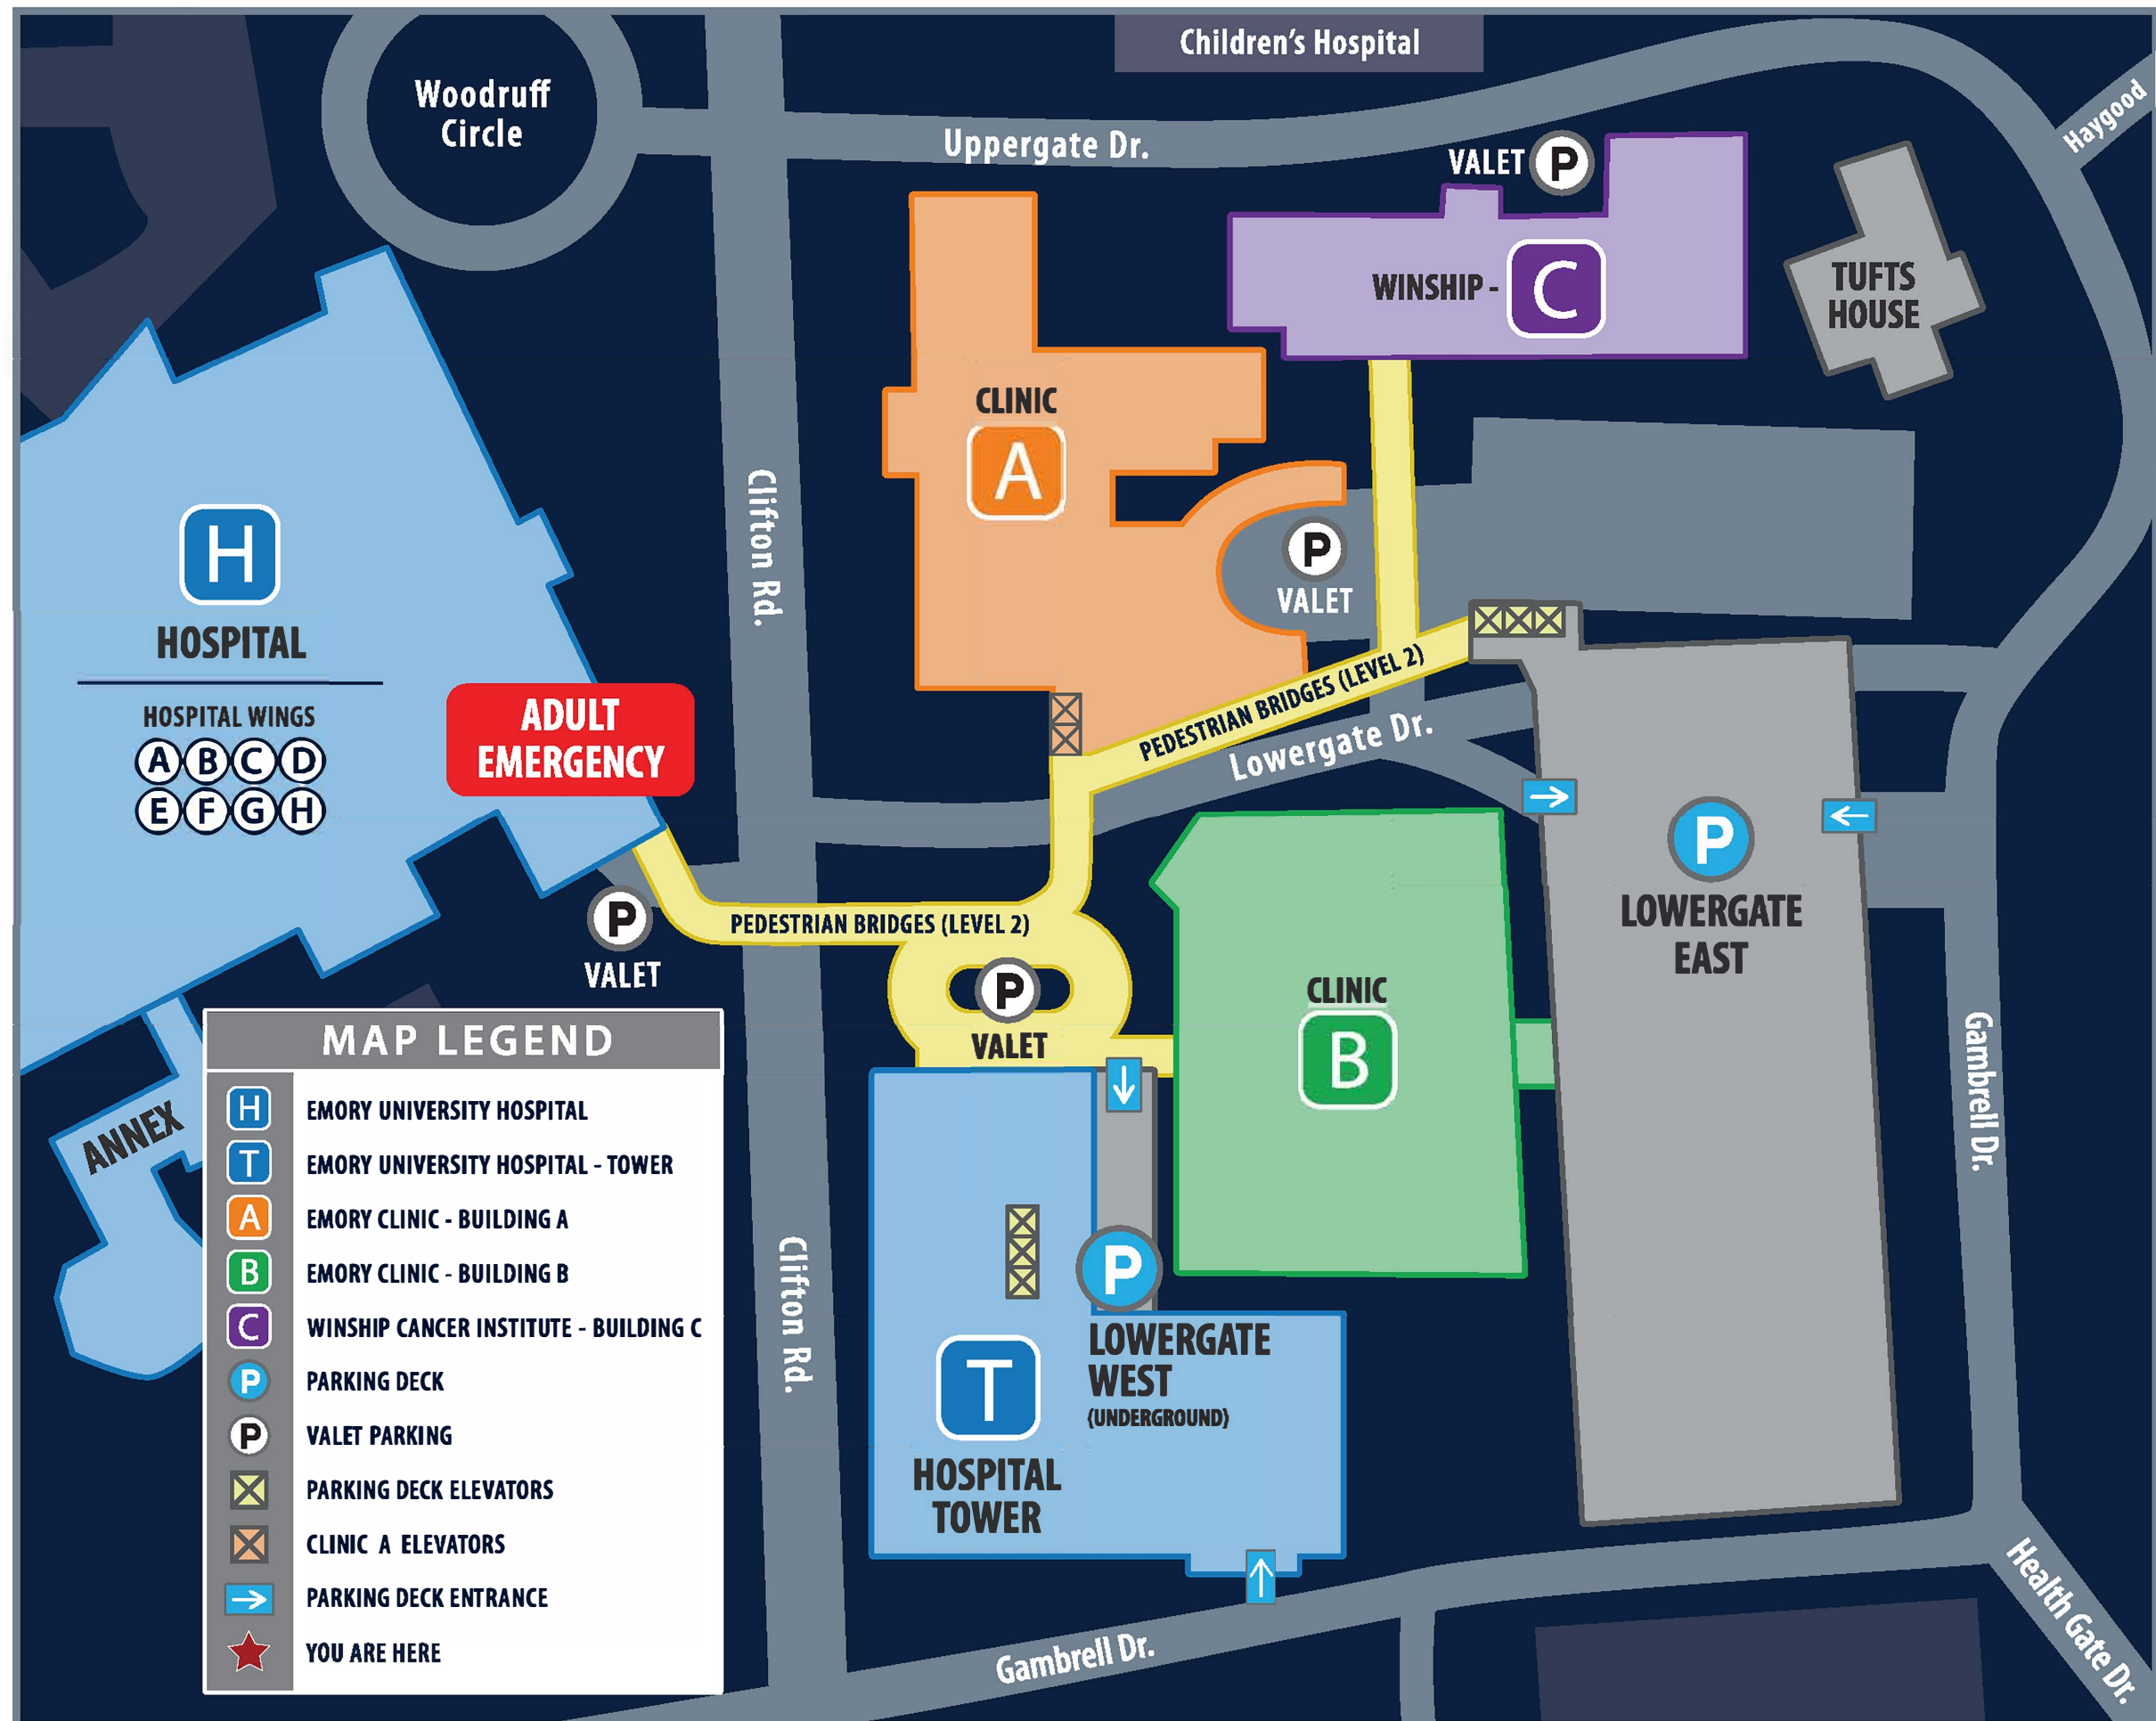 Children's Hospital
Woodruff
Circle
Uppergate Dr.
Haygood
VALET P
WINSHIP - C
TUFTS
HOUSE
CLINIC
A
Clifton Rd.
P
VALET
H
HOSPITAL
HOSPITAL WINGS
A B C D
E F G H
ADULT
EMERGENCY
PEDESTRIAN BRIDGES (LEVEL 2)
Lowergate Dr.
P
LOWERGATE
EAST
P
VALET
PEDESTRIAN BRIDGES (LEVEL 2)
P
VALET
CLINIC
B
Gambrell Dr.
ANNEX
Clifton Rd.
P
LOWERGATE
WEST
(UNDERGROUND)
T
HOSPITAL
TOWER
Gambrell Dr.
Health Gate Dr.
MAP LEGEND
H EMORY UNIVERSITY HOSPITAL
T EMORY UNIVERSITY HOSPITAL - TOWER
A EMORY CLINIC - BUILDING A
B EMORY CLINIC - BUILDING B
C WINSHIP CANCER INSTITUTE - BUILDING C
P PARKING DECK
P VALET PARKING
PARKING DECK ELEVATORS
CLINIC A ELEVATORS
PARKING DECK ENTRANCE
YOU ARE HERE